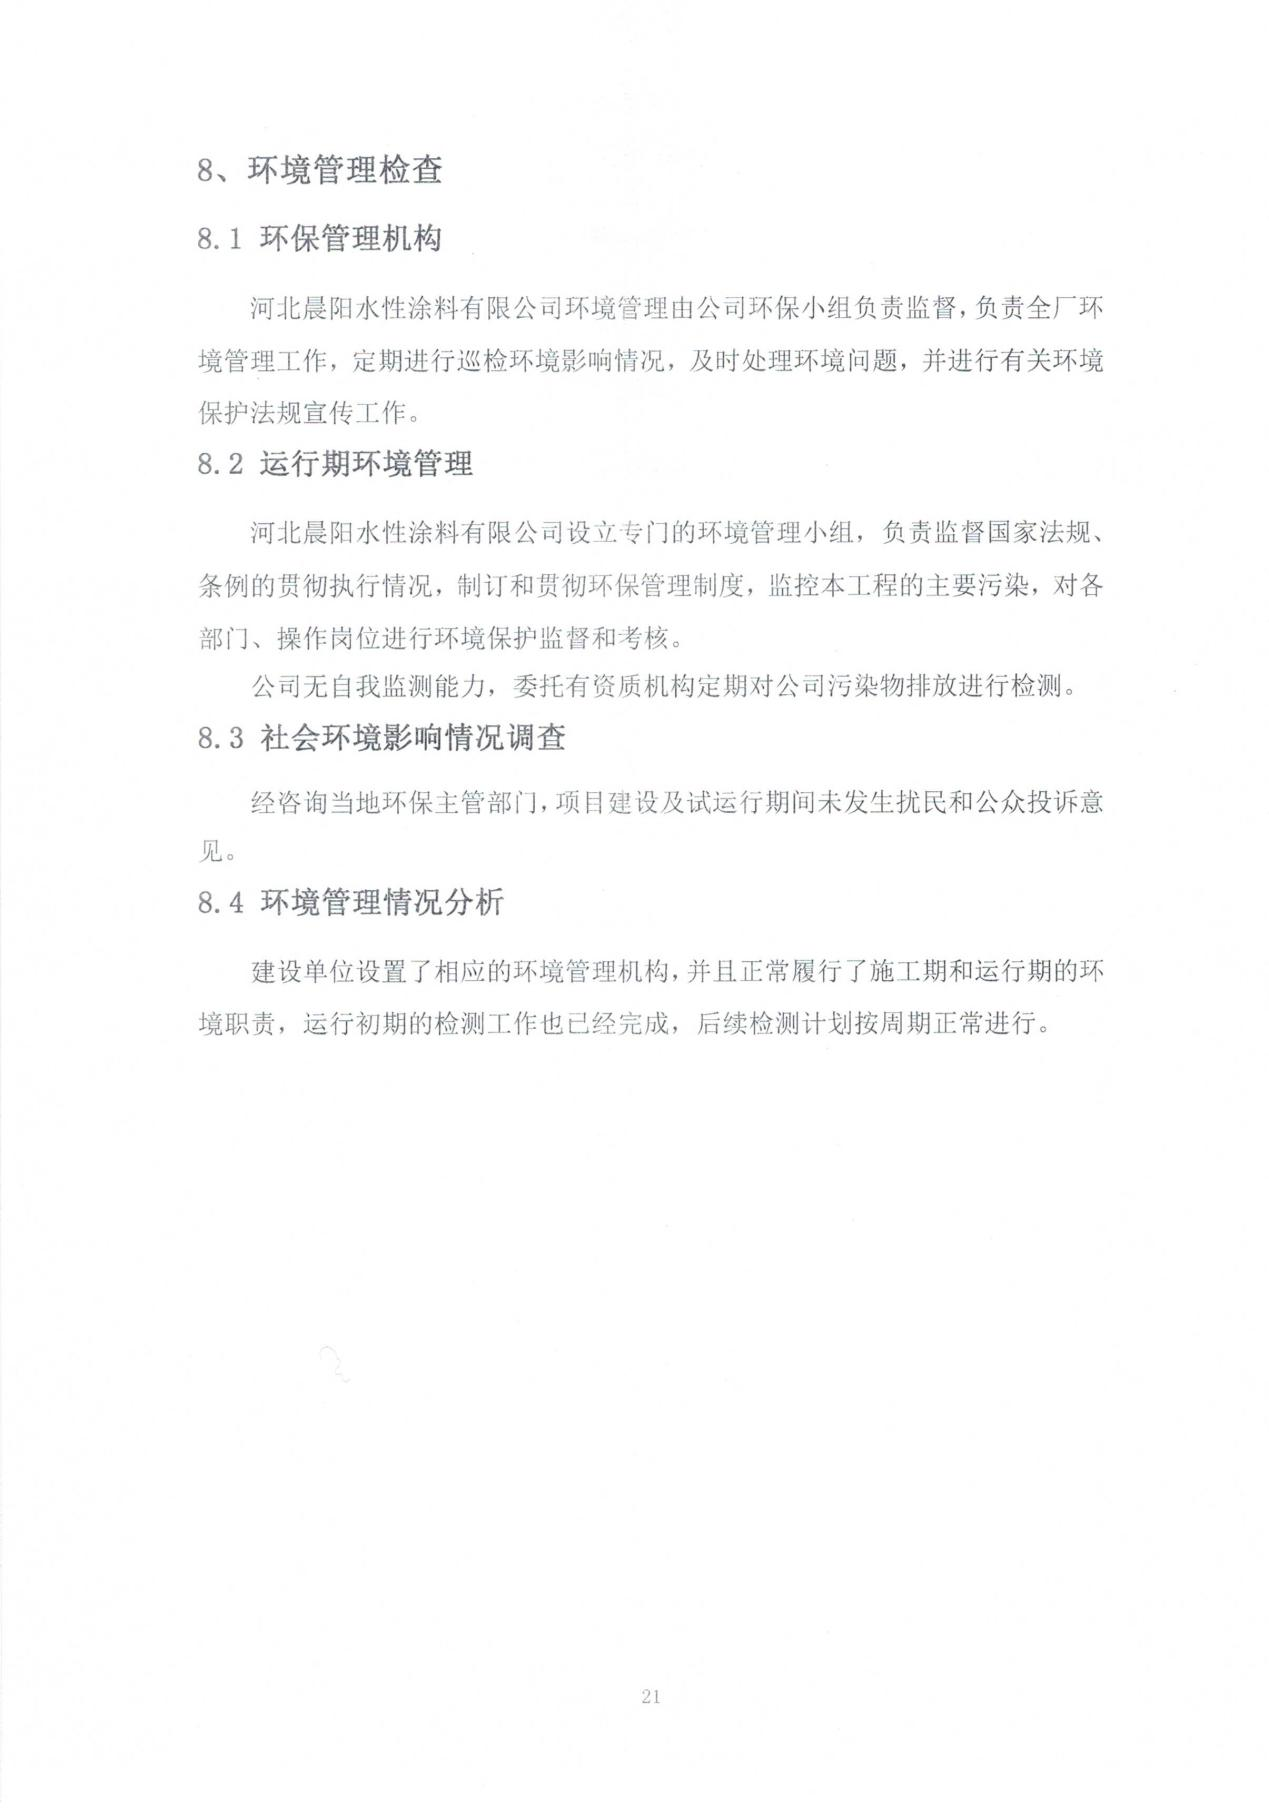 8、环境管理检查
8.1 环保管理机构
河北晨阳水性涂料有限公司环境管理由公司环保小组负责监督，负责全厂环
境管理工作，定期进行巡检环境影响情况，及时处理环境问题，并进行有关环境
保护法规宣传工作。
8.2 运行期环境管理
河北晨阳水性涂料有限公司设立专门的环境管理小组，负责监督国家法规、
条例的贯彻执行情况，制订和贯彻环保管理制度，监控本工程的主要污染，对各
部门、操作岗位进行环境保护监督和考核。
公司无自我监测能力，委托有资质机构定期对公司污染物排放进行检测。
8.3 社会环境影响情况调查
经咨询当地环保主管部门，项目建设及试运行期间未发生扰民和公众投诉意
见。
8.4 环境管理情况分析
建设单位设置了相应的环境管理机构，并且正常履行了施工期和运行期的环
境职责，运行初期的检测工作也已经完成，后续检测计划按周期正常进行。
21